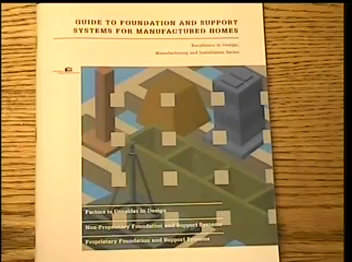 GUIDE TO FOUNDATION AND SUPPORT
SYSTEMS FOR MANUFACTURED HOMES
Excellence in Design,
Manufacturing and Installation Series
Factors to Consider in Design
Non-Proprietary Foundation and Support Systems
Proprietary Foundation and Support Systems